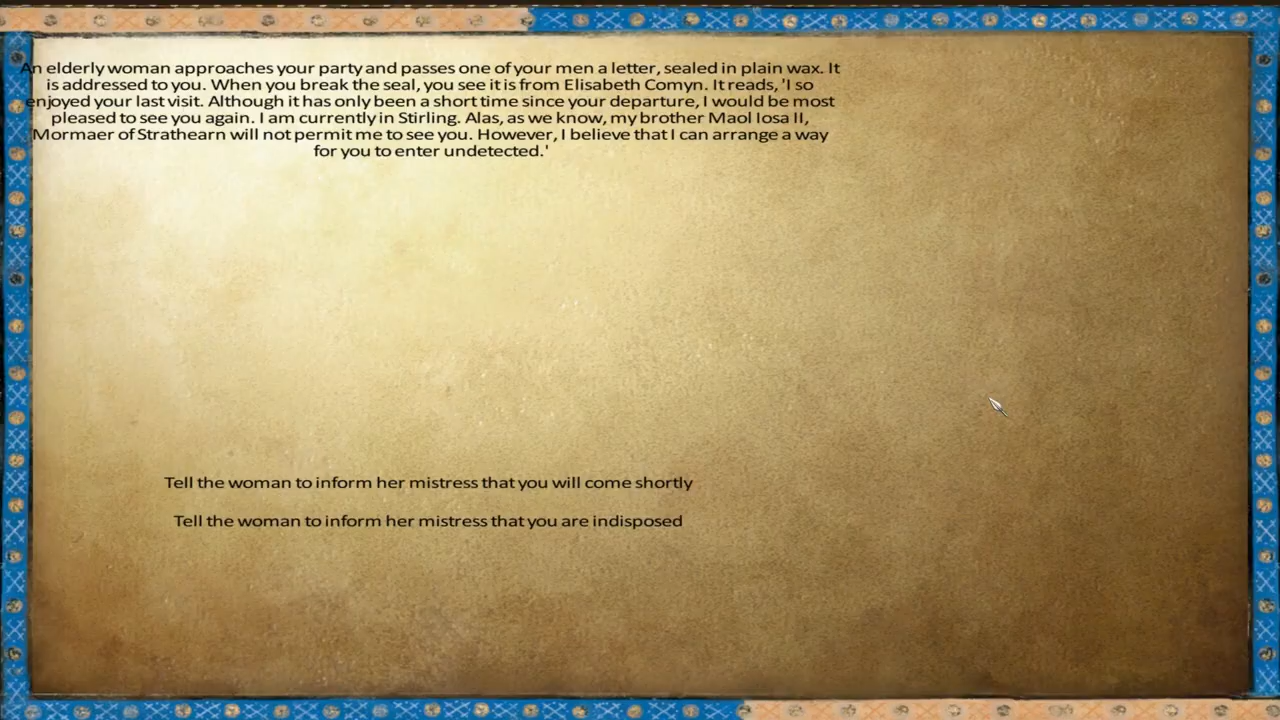 An elderly woman approaches your party and passes one of your men a letter, sealed in plain wax. It
is addressed to you. When you break the seal, you see it is from Elisabeth Comyn. It reads, 'I so
enjoyed your last visit. Although it has only been a short time since your departure, I would be most
pleased to see you again. I am currently in Stirling. Alas, as we know, my brother Maol Iosa II,
Mormaer of Strathearn will not permit me to see you. However, I believe that I can arrange a way
for you to enter undetected.'
Tell the woman to inform her mistress that you will come shortly
Tell the woman to inform her mistress that you are indisposed